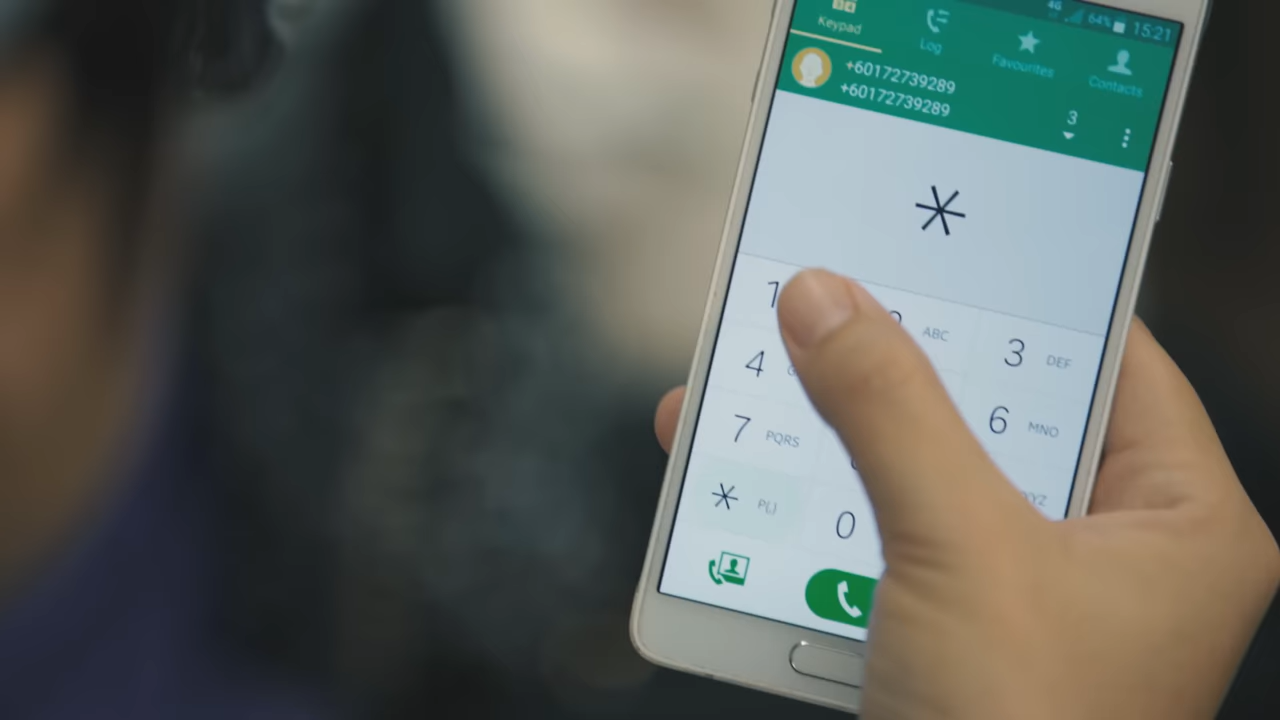 4G 64% 15:21
Keypad Log Favourites Contacts
+60172739289
+60172739289
3
*
1 ABC 3 DEF
4 6 MNO
7 PQRS
* P(,)
0